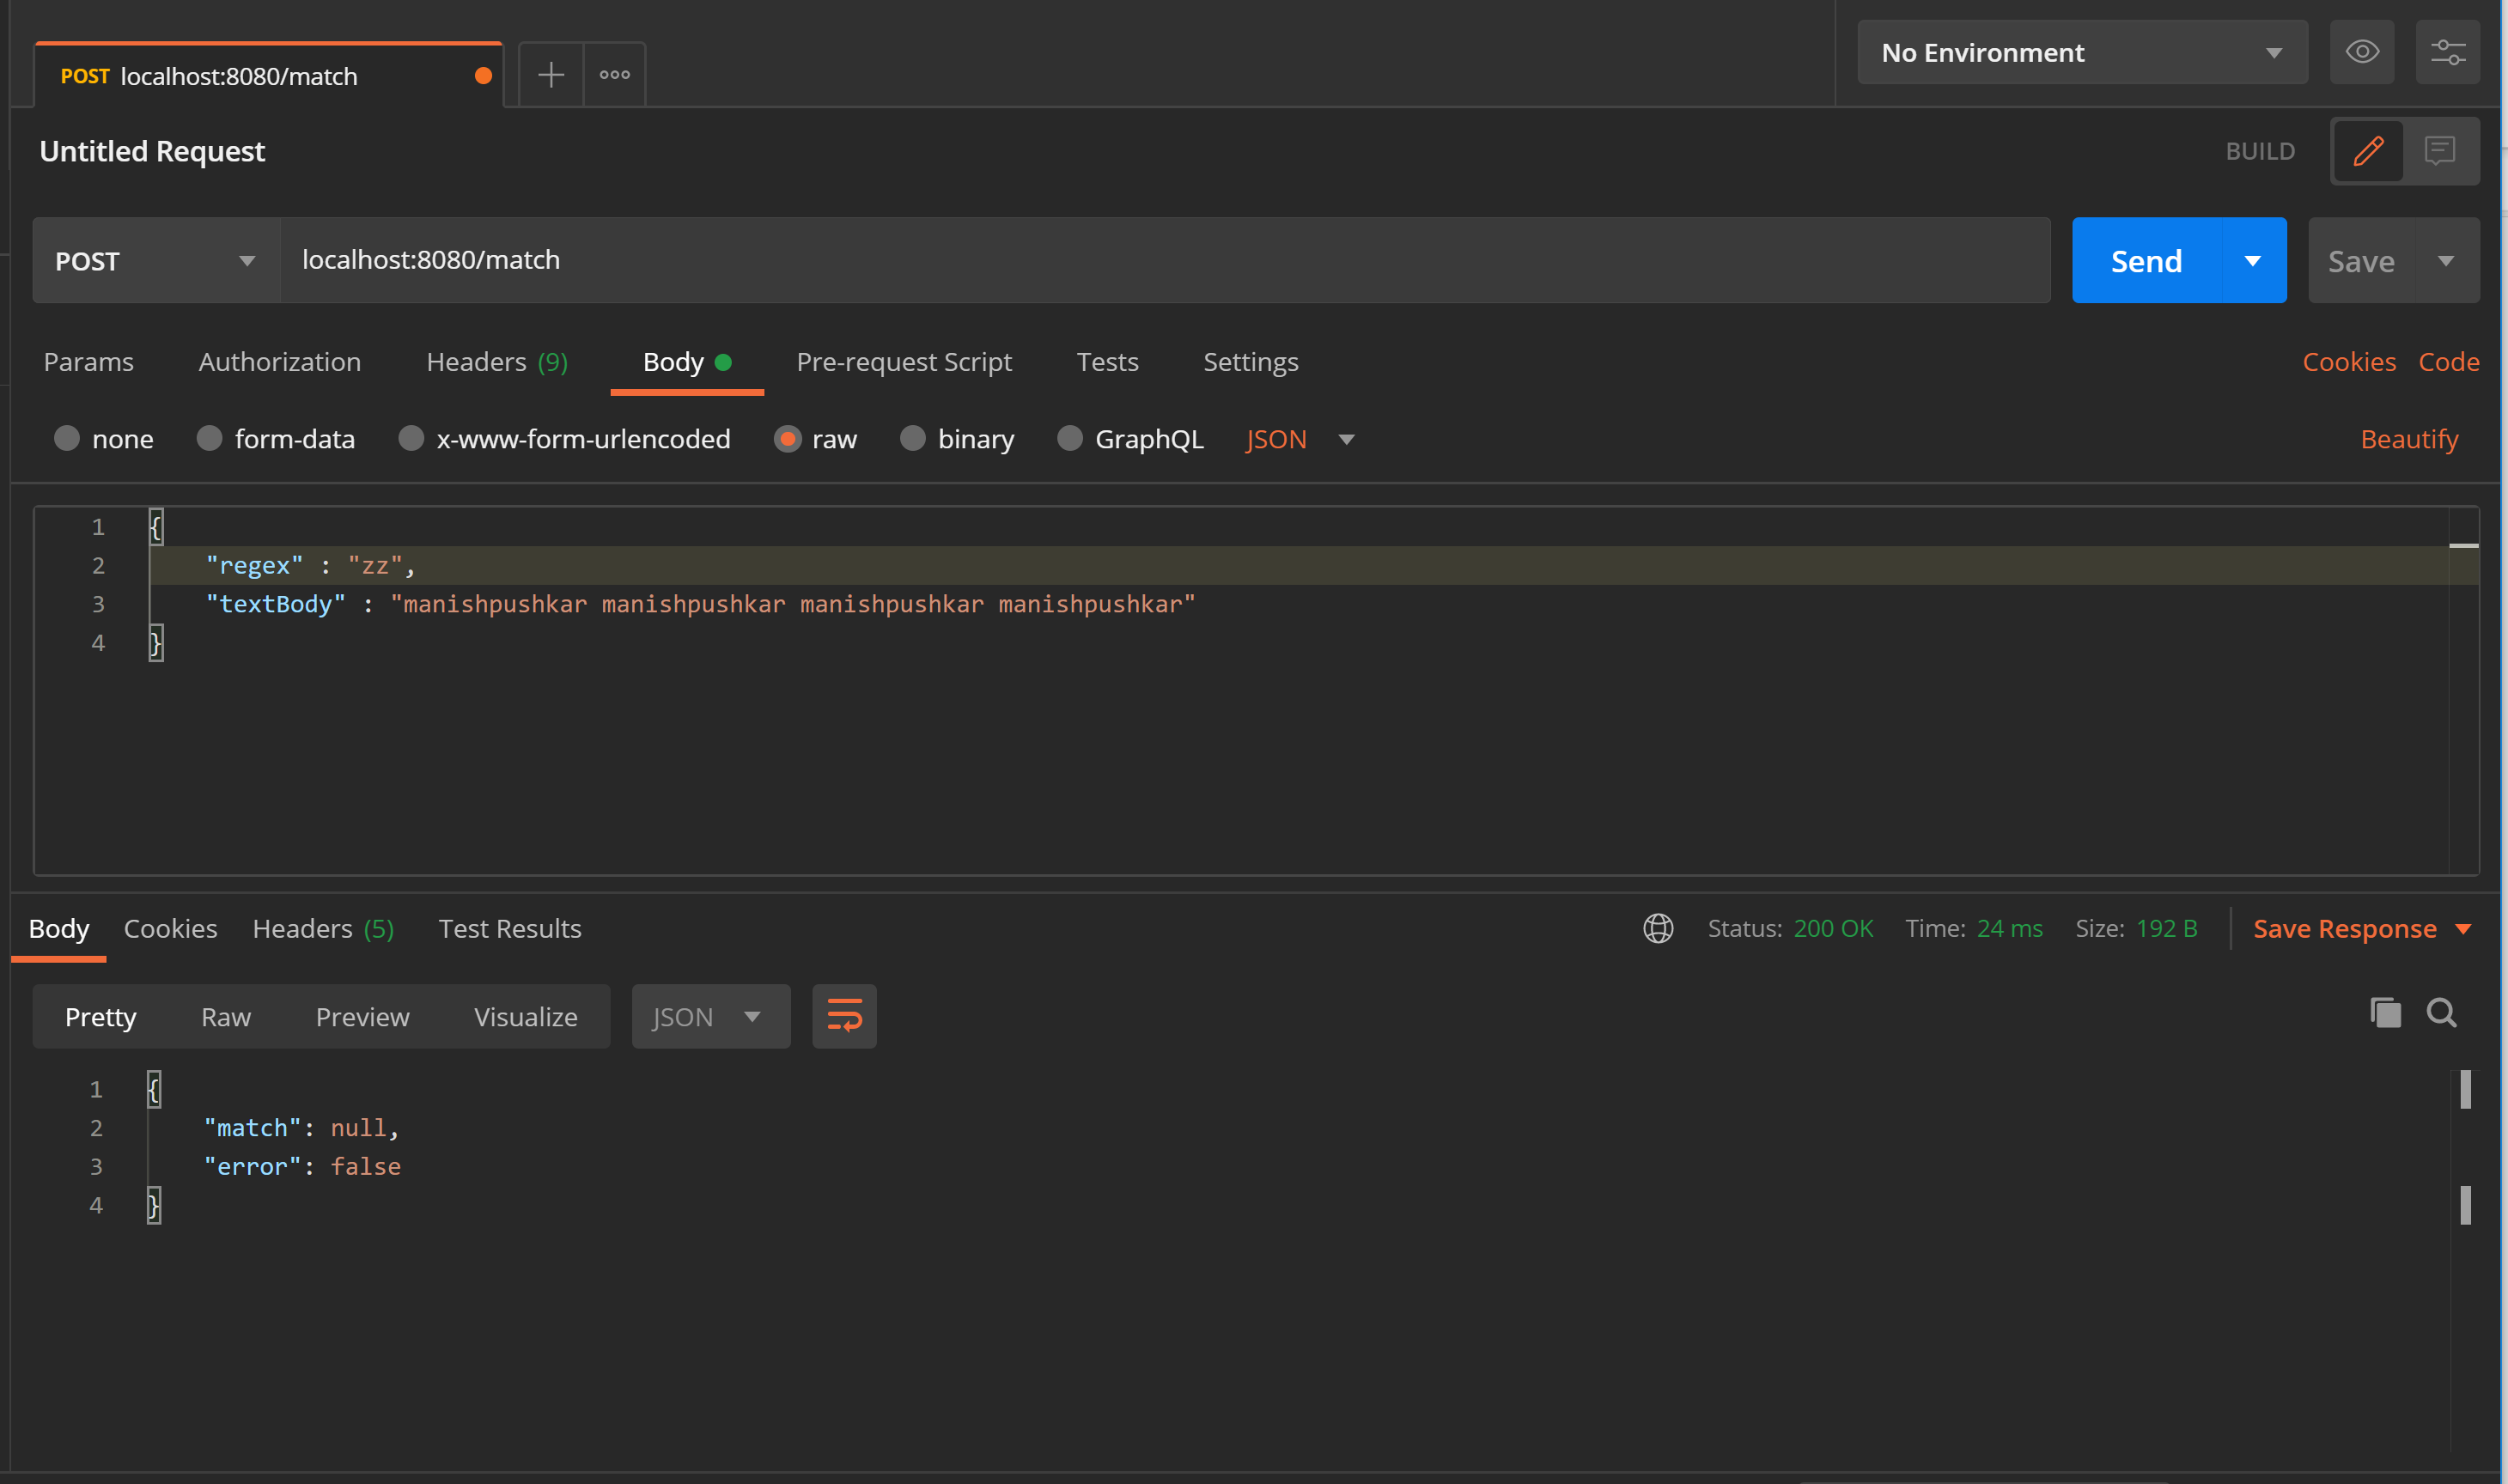 POST localhost:8080/match
No Environment
Untitled Request
BUILD
POST localhost:8080/match Send Save
Params Authorization Headers (9) Body Pre-request Script Tests Settings Cookies Code
none form-data x-www-form-urlencoded raw binary GraphQL JSON Beautify
1 {
2 "regex" : "zz",
3 "textBody" : "manishpushkar manishpushkar manishpushkar manishpushkar"
4 }
Body Cookies Headers (5) Test Results Status: 200 OK Time: 24 ms Size: 192 B Save Response
Pretty Raw Preview Visualize JSON
1 {
2 "match": null,
3 "error": false
4 }